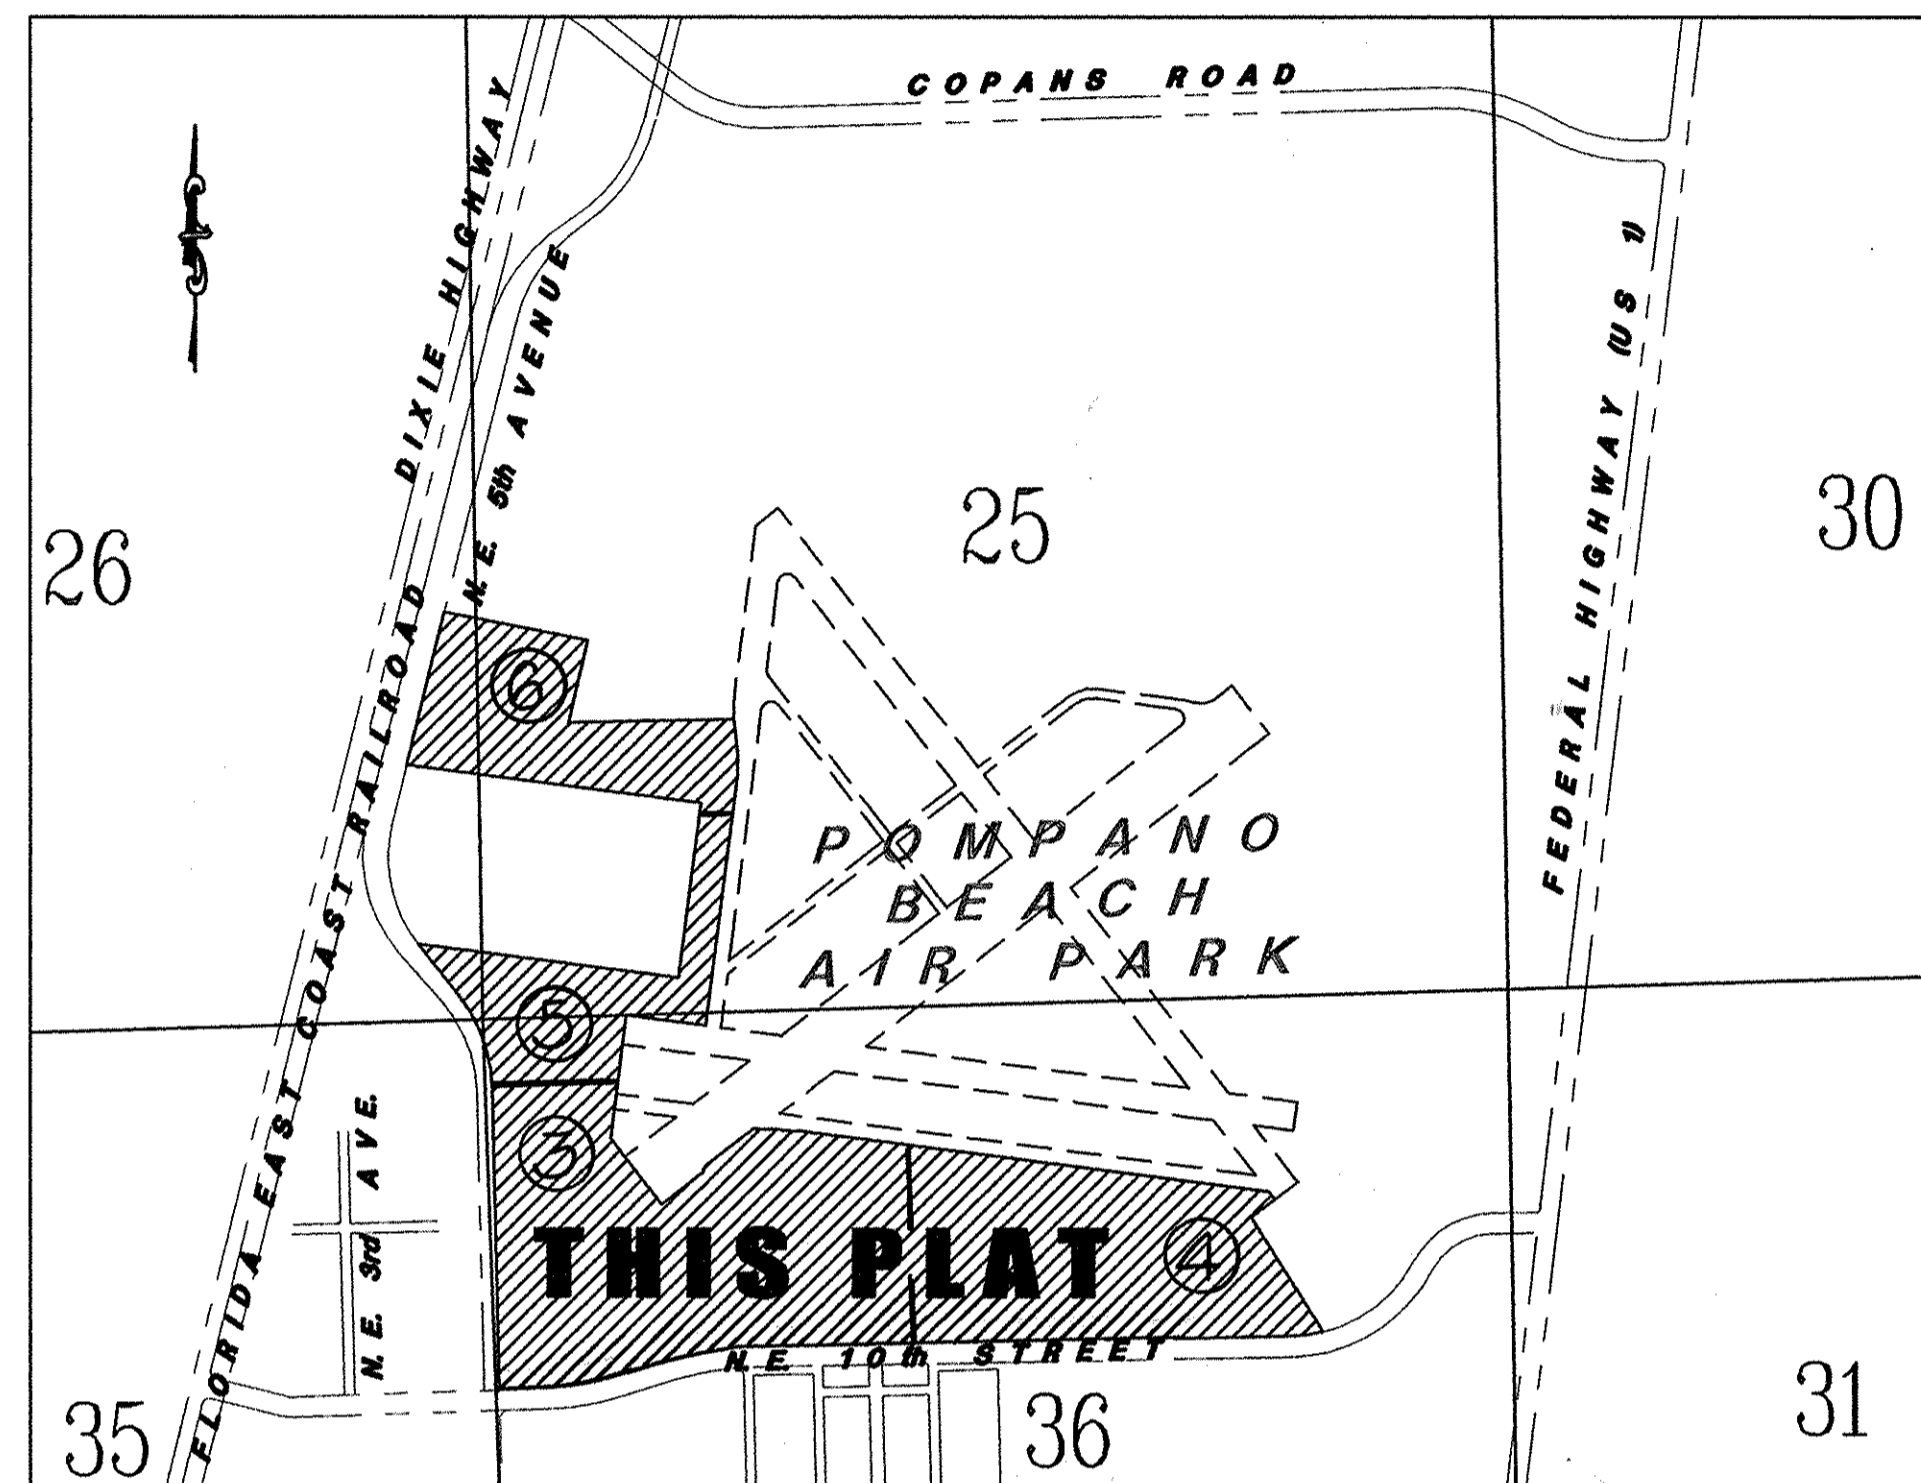 COPANS ROAD
DIXIE HIGHWAY
N.E. 5th AVENUE
FEDERAL HIGHWAY (US 1)
26
25
30
FLORIDA EAST COAST RAILROAD
6
POMPANO
BEACH
AIR PARK
5
3
N.E. 3rd AVE.
THIS PLAT
4
N.E. 10th STREET
35
36
31